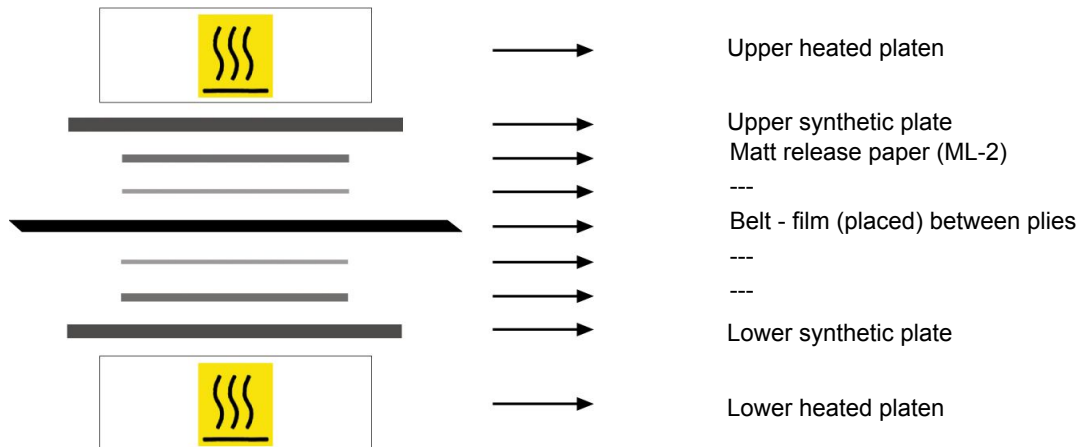 Upper heated platen
Upper synthetic plate
Matt release paper (ML-2)
---
Belt - film (placed) between plies
---
---
Lower synthetic plate
Lower heated platen